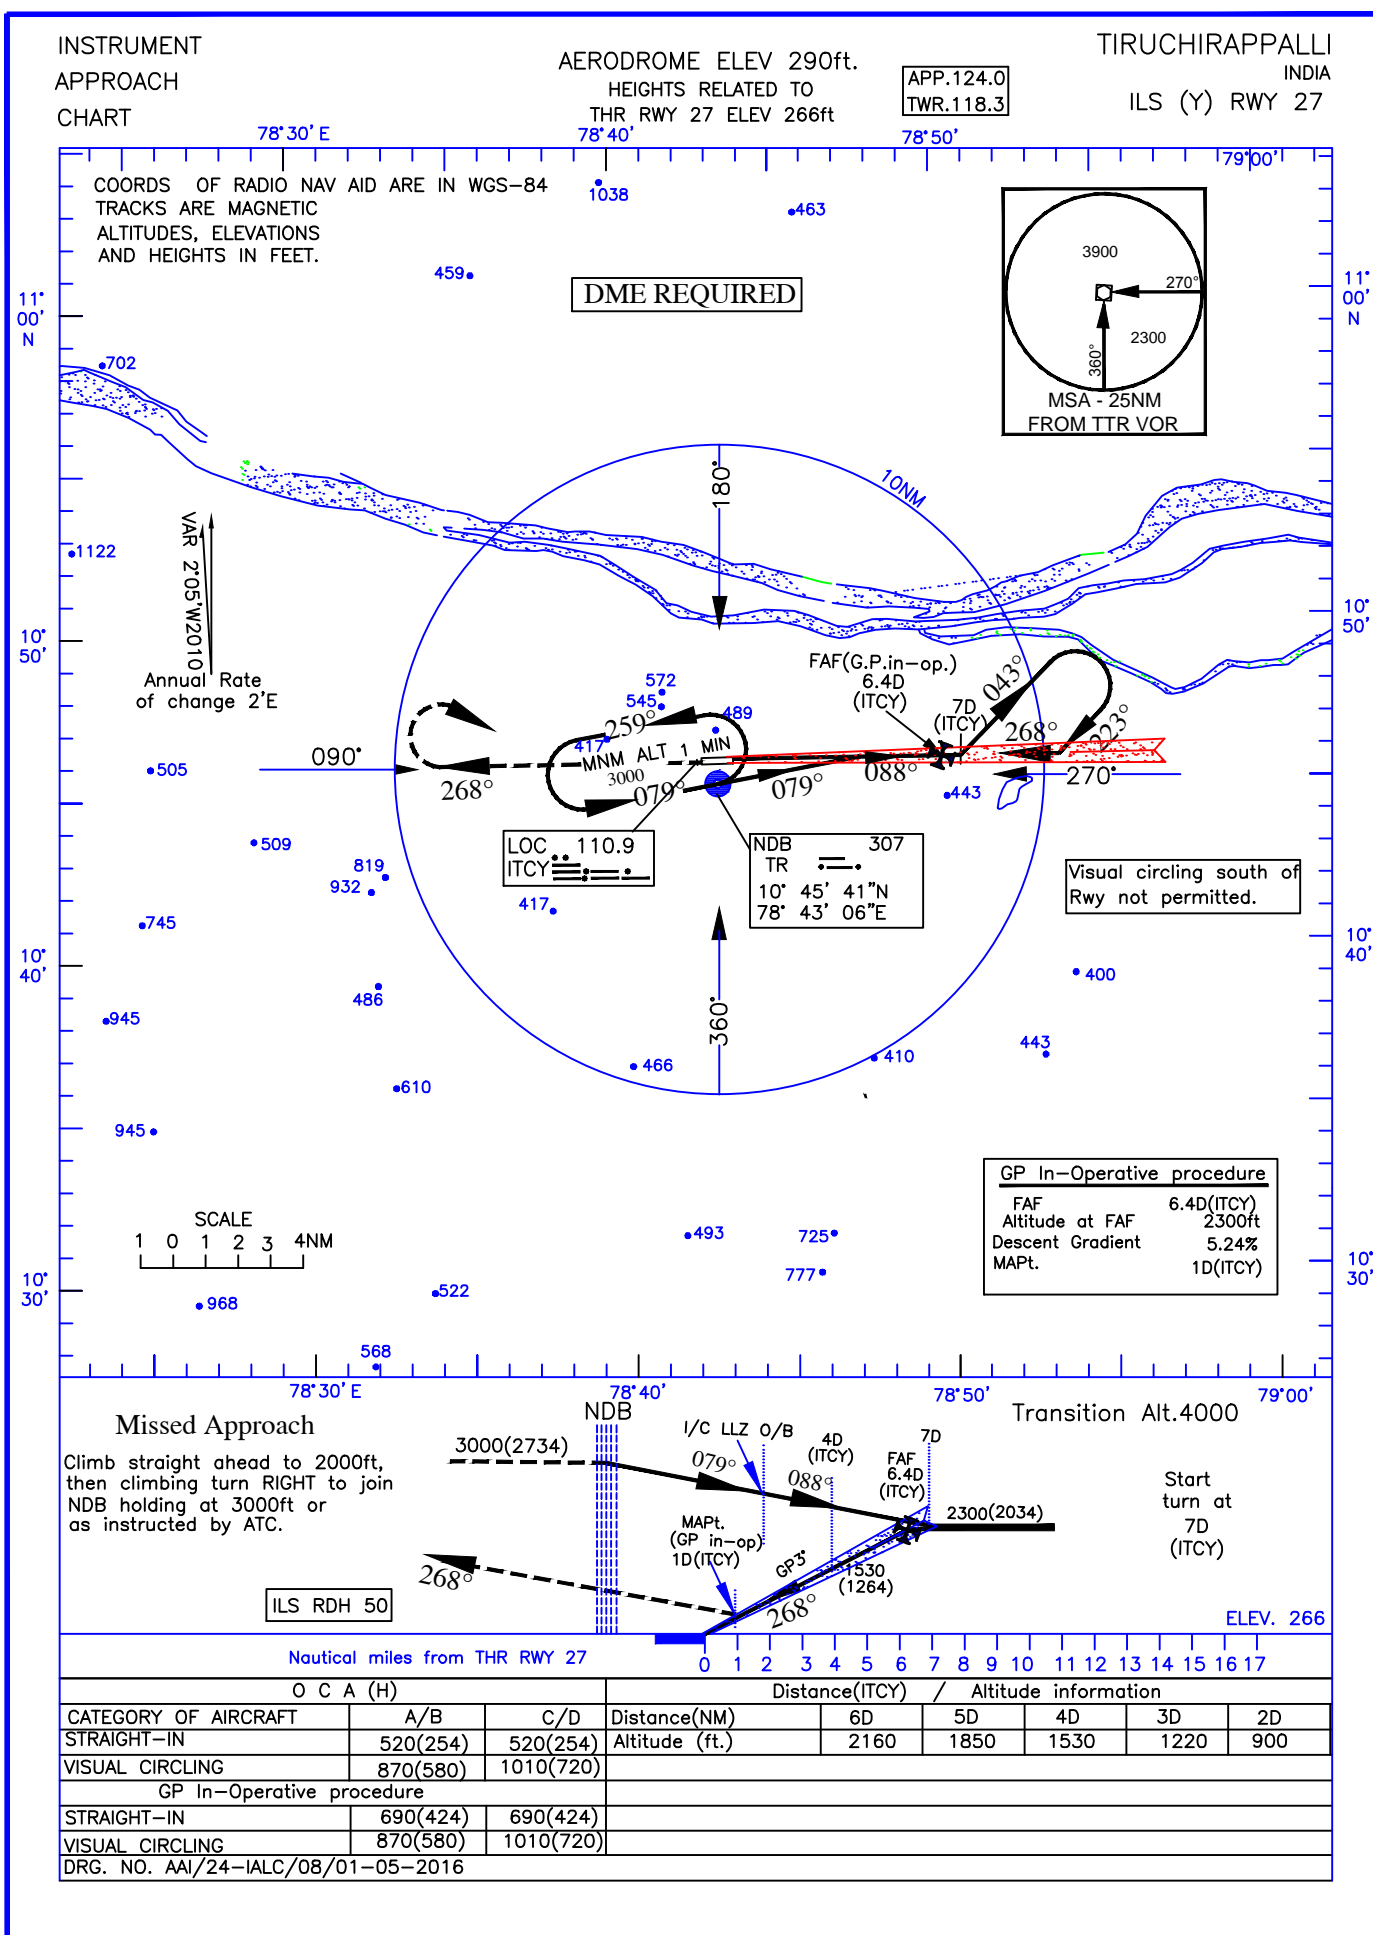 INSTRUMENT
APPROACH
CHART
AERODROME ELEV 290ft.
HEIGHTS RELATED TO
THR RWY 27 ELEV 266ft
APP.124.0
TWR.118.3
TIRUCHIRAPPALLI
INDIA
ILS (Y) RWY 27
78°30' E
78°40'
78°50'
79°00'
COORDS OF RADIO NAV AID ARE IN WGS-84
TRACKS ARE MAGNETIC
ALTITUDES, ELEVATIONS
AND HEIGHTS IN FEET.
1038
463
459
DME REQUIRED
3900
270°
2300
360°
MSA - 25NM
FROM TTR VOR
11°
00'
N
11°
00'
N
702
10NM
180°
1122
VAR 2°05'W2010
Annual Rate
of change 2'E
10°
50'
10°
50'
FAF(G.P.in-op.)
6.4D
(ITCY)
7D
(ITCY)
043°
223°
268°
572
545
489
259°
417
MNM ALT 1 MIN
3000
079°
079°
088°
090°
268°
270°
505
443
509
LOC 110.9
ITCY
NDB 307
TR
10° 45' 41"N
78° 43' 06"E
Visual circling south of
Rwy not permitted.
819
932
417
745
10°
40'
10°
40'
400
486
945
360°
443
410
466
610
945
GP In-Operative procedure
FAF 6.4D(ITCY)
Altitude at FAF 2300ft
Descent Gradient 5.24%
MAPt. 1D(ITCY)
SCALE
1 0 1 2 3 4NM
493
725
777
10°
30'
10°
30'
522
968
568
78°30' E
78°40'
78°50'
79°00'
Missed Approach
Climb straight ahead to 2000ft,
then climbing turn RIGHT to join
NDB holding at 3000ft or
as instructed by ATC.
NDB
3000(2734)
I/C LLZ O/B
079°
088°
4D
(ITCY)
7D
FAF
6.4D
(ITCY)
Transition Alt.4000
Start
turn at
7D
(ITCY)
2300(2034)
MAPt.
(GP in-op)
1D(ITCY)
GP3°
1530
(1264)
268°
268°
ILS RDH 50
ELEV. 266
Nautical miles from THR RWY 27
0 1 2 3 4 5 6 7 8 9 10 11 12 13 14 15 16 17
O C A (H) Distance(ITCY) / Altitude information
CATEGORY OF AIRCRAFT A/B C/D Distance(NM) 6D 5D 4D 3D 2D
STRAIGHT-IN 520(254) 520(254) Altitude (ft.) 2160 1850 1530 1220 900
VISUAL CIRCLING 870(580) 1010(720)
GP In-Operative procedure
STRAIGHT-IN 690(424) 690(424)
VISUAL CIRCLING 870(580) 1010(720)
DRG. NO. AAI/24-IALC/08/01-05-2016